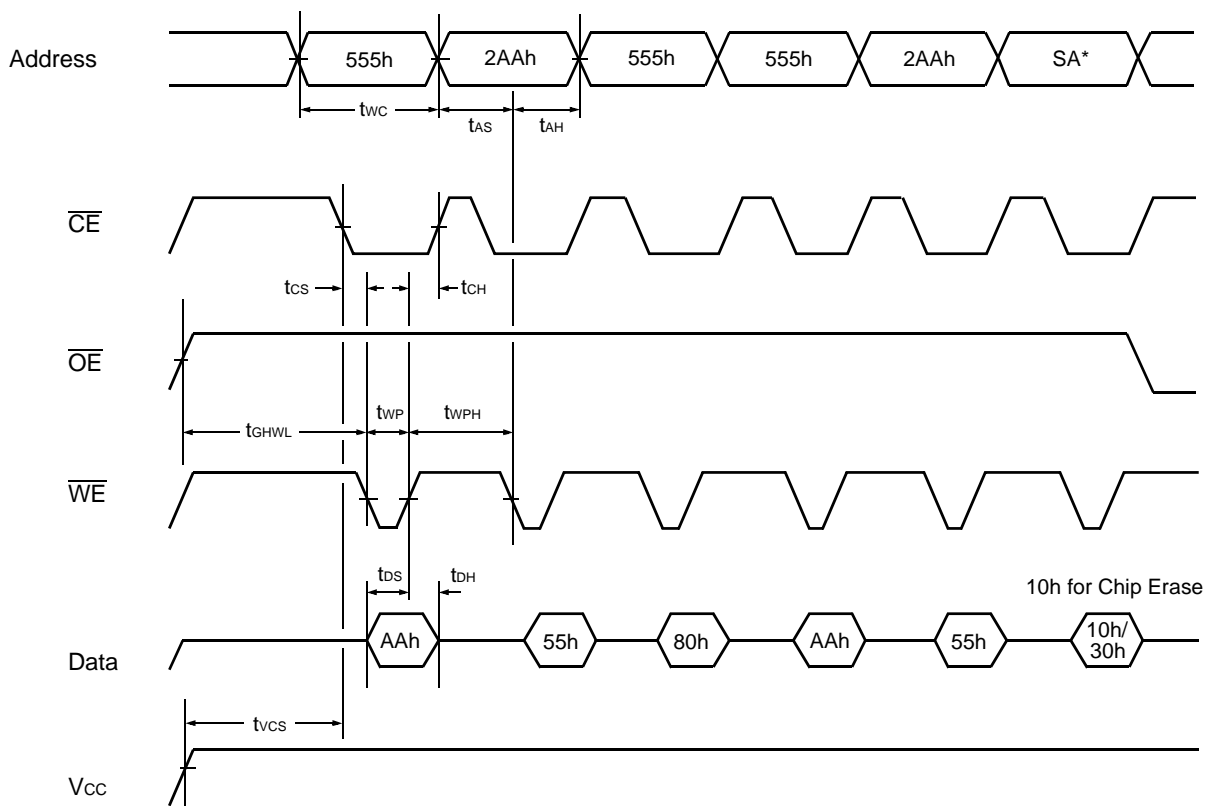 Address
555h 2AAh 555h 555h 2AAh SA*
tWC tAS tAH
CE
tCS tCH
OE
tGHWL tWP tWPH
WE
tDS tDH
10h for Chip Erase
Data
AAh 55h 80h AAh 55h 10h/
30h
tVCS
VCC